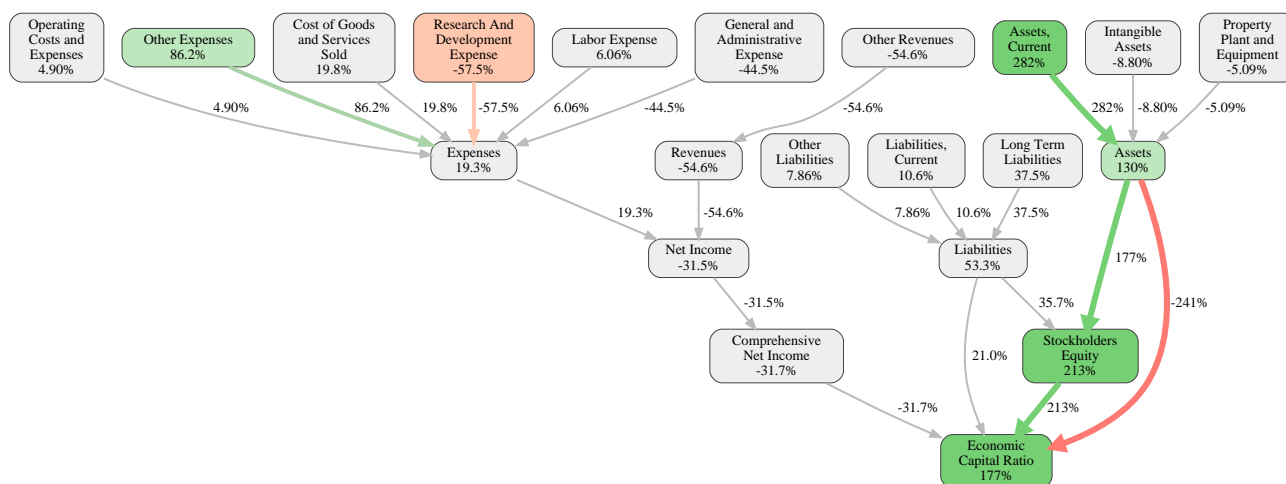 Operating
Costs and
Expenses
4.90%
Other Expenses
86.2%
Cost of Goods
and Services
Sold
19.8%
Research And
Development
Expense
-57.5%
Labor Expense
6.06%
General and
Administrative
Expense
-44.5%
Other Revenues
-54.6%
Assets,
Current
282%
Intangible
Assets
-8.80%
Property
Plant and
Equipment
-5.09%
4.90%
86.2%
19.8%
-57.5%
6.06%
-44.5%
-54.6%
282%
-8.80%
-5.09%
Expenses
19.3%
Revenues
-54.6%
Other
Liabilities
7.86%
Liabilities,
Current
10.6%
Long Term
Liabilities
37.5%
Assets
130%
19.3%
-54.6%
7.86%
10.6%
37.5%
Net Income
-31.5%
Liabilities
53.3%
177%
-241%
-31.5%
35.7%
Comprehensive
Net Income
-31.7%
21.0%
Stockholders
Equity
213%
-31.7%
213%
Economic
Capital Ratio
177%